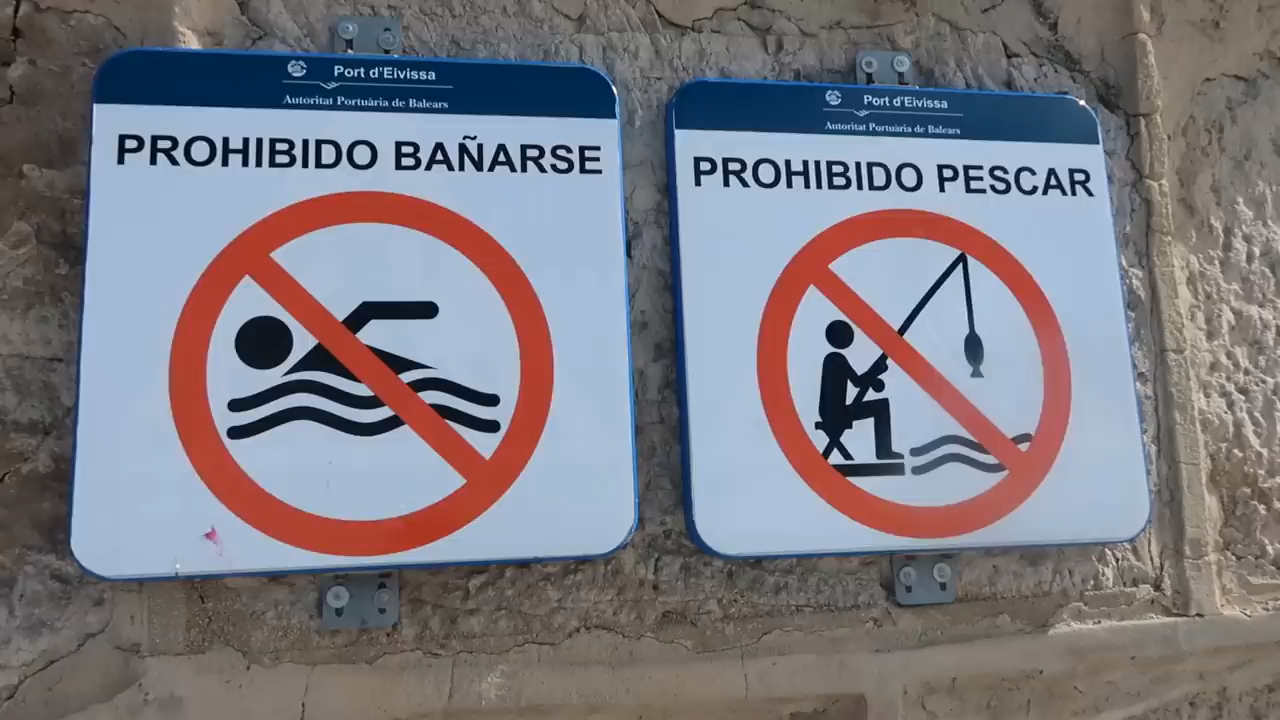 Port d'Eivissa
Autoritat Portuària de Balears
PROHIBIDO BAÑARSE
Port d'Eivissa
Autoritat Portuària de Balears
PROHIBIDO PESCAR